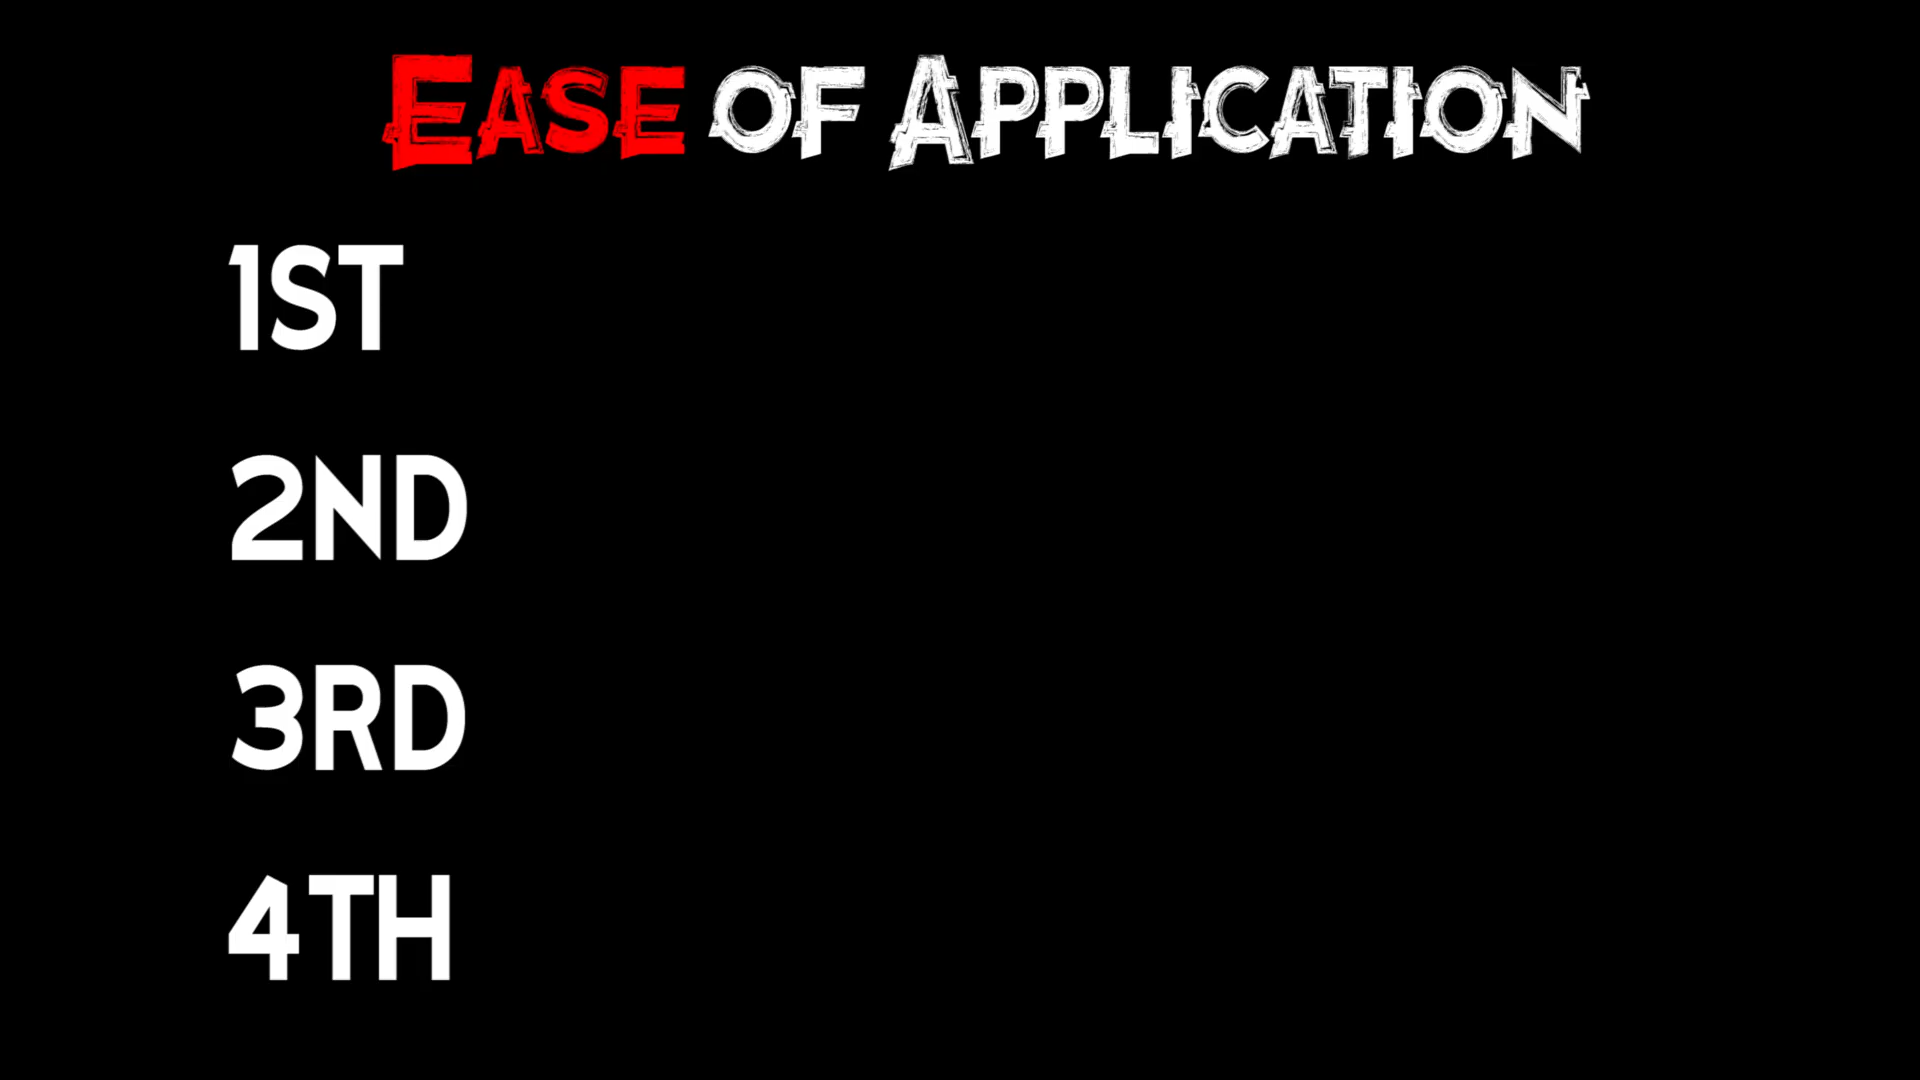 Ease of Application
1ST
2ND
3RD
4TH